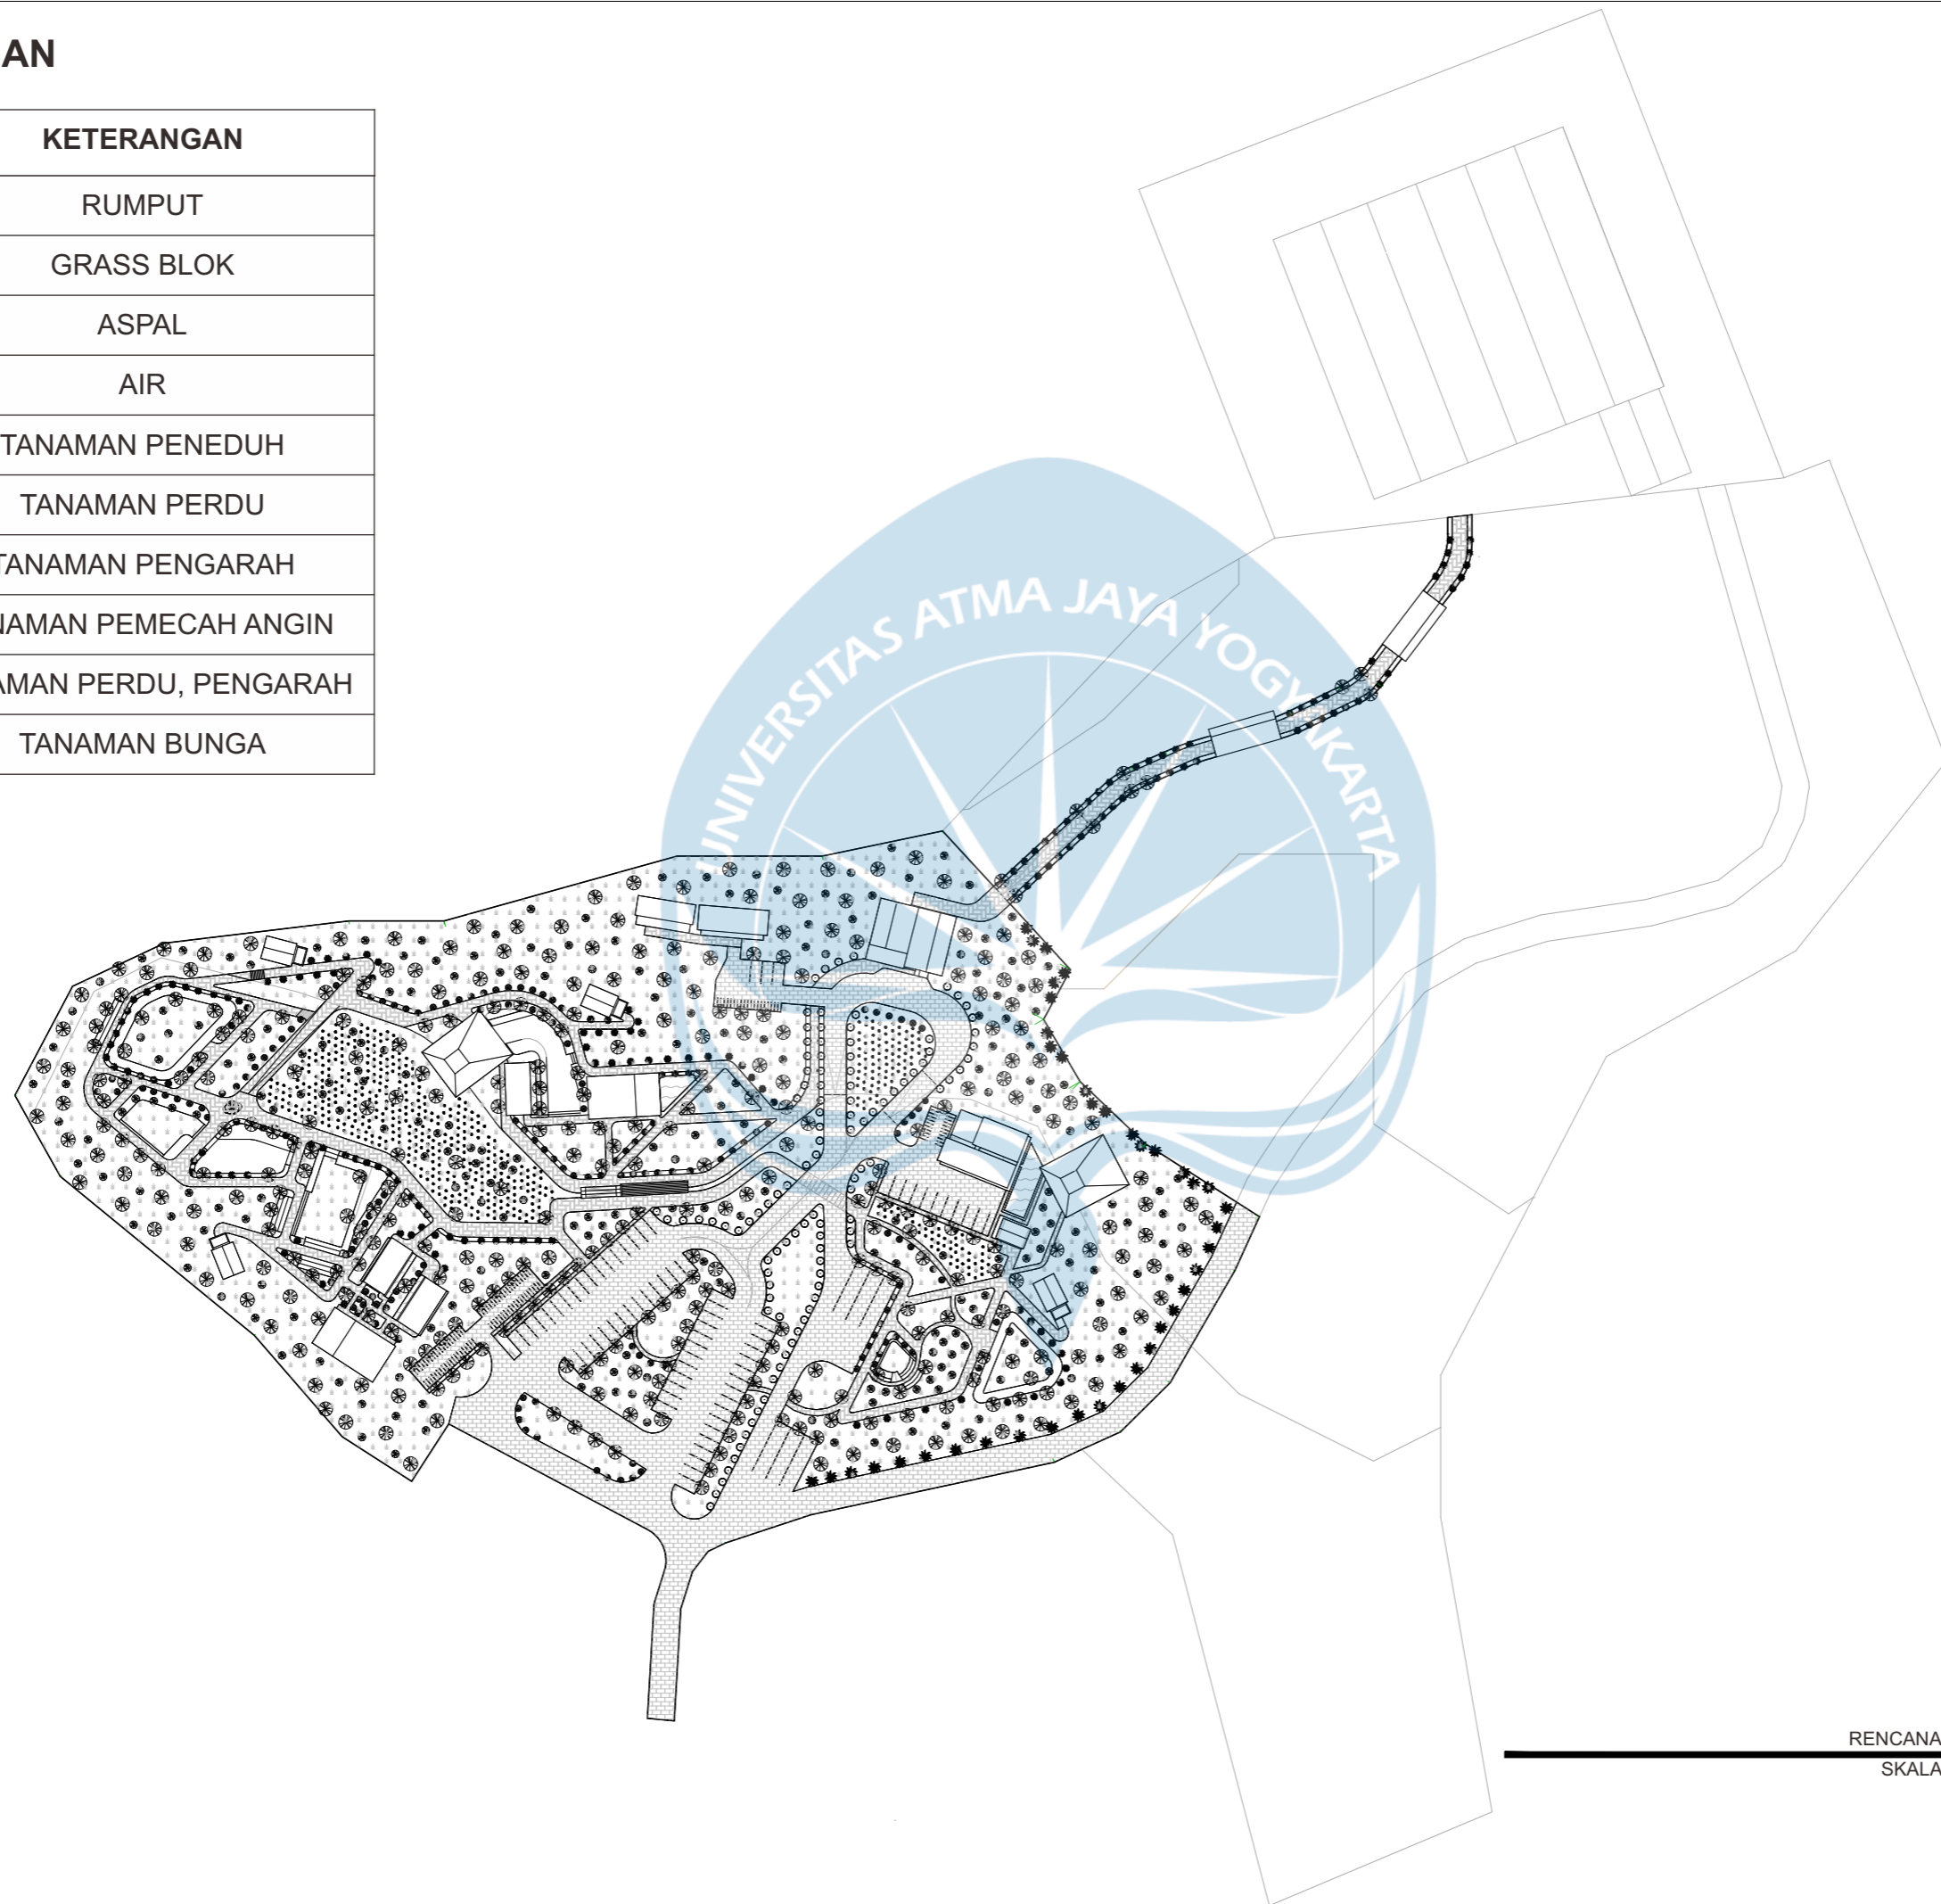 AN
KETERANGAN
RUMPUT
GRASS BLOK
ASPAL
AIR
TANAMAN PENEDUH
TANAMAN PERDU
TANAMAN PENGARAH
NAMAN PEMECAH ANGIN
AMAN PERDU, PENGARAH
TANAMAN BUNGA
UNIVERSITAS ATMA JAYA YOGYAKARTA
RENCANA
SKALA